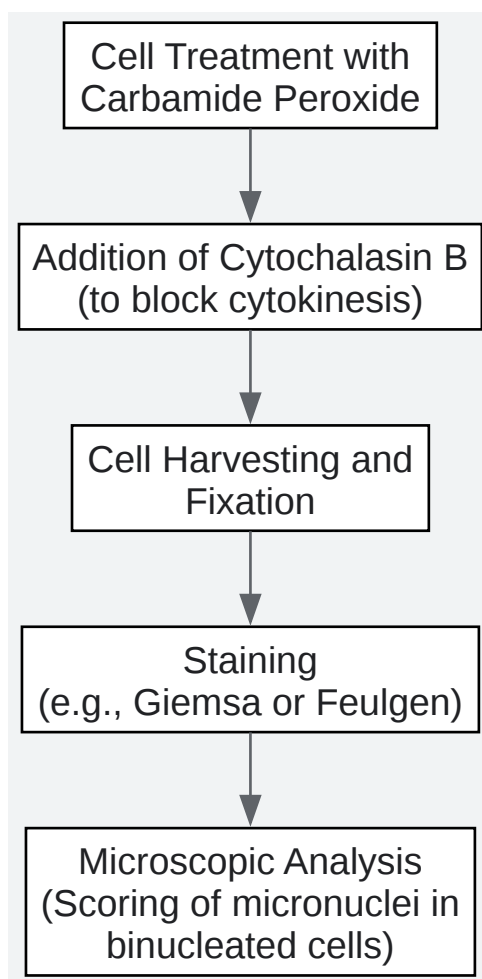 Cell Treatment with
Carbamide Peroxide
Addition of Cytochalasin B
(to block cytokinesis)
Cell Harvesting and
Fixation
Staining
(e.g., Giemsa or Feulgen)
Microscopic Analysis
(Scoring of micronuclei in
binucleated cells)